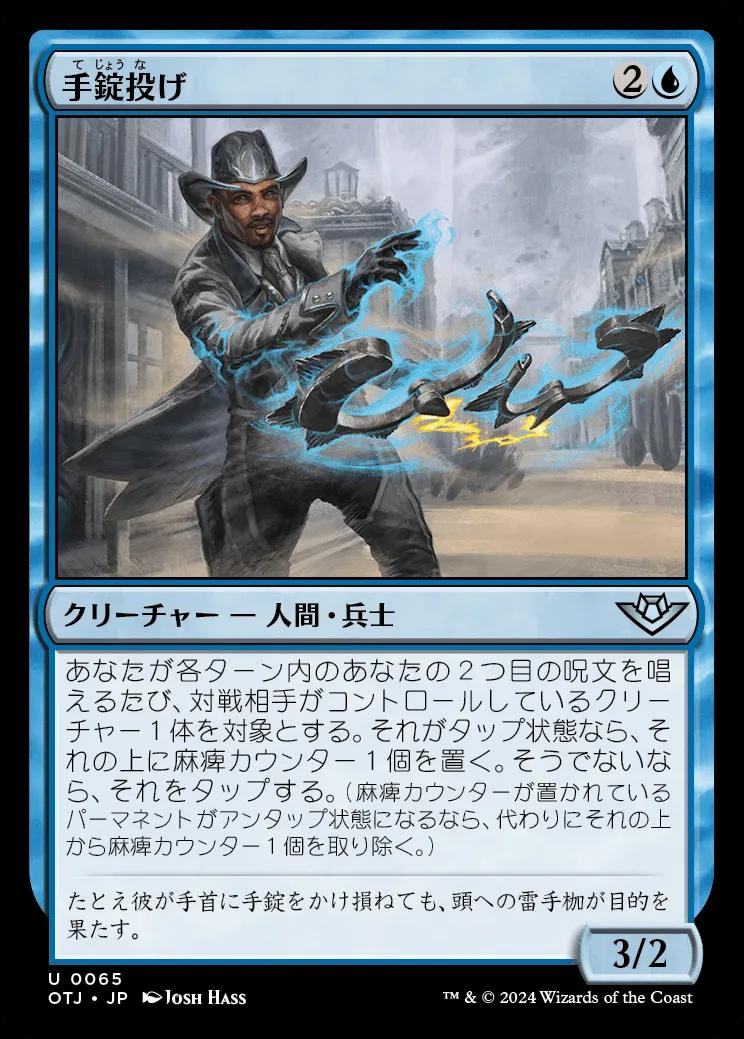 て じょう な
手錠投げ
2
クリーチャー — 人間・兵士
あなたが各ターン内のあなたの２つ目の呪文を唱
えるたび、対戦相手がコントロールしているクリー
チャー１体を対象とする。それがタップ状態なら、そ
れの上に麻痺カウンター１個を置く。そうでないな
ら、それをタップする。（麻痺カウンターが置かれている
パーマネントがアンタップ状態になるなら、代わりにそれの上
から麻痺カウンター１個を取り除く。）
たとえ彼が手首に手錠をかけ損ねても、頭への雷手枷が目的を
果たす。
3/2
U 0065
OTJ • JP Josh Hass
™ & © 2024 Wizards of the Coast